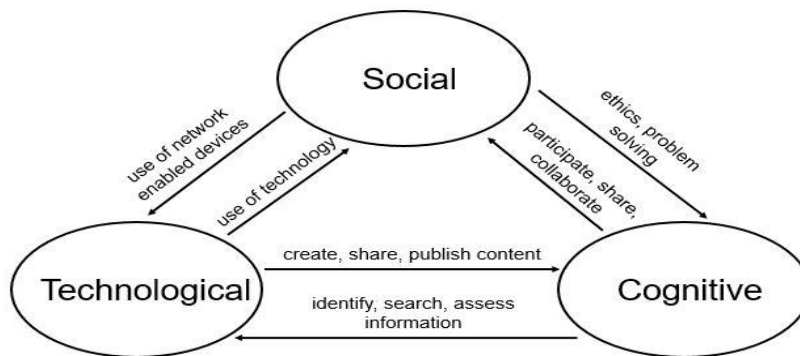 Social
use of network
enabled devices
use of technology
ethics, problem
solving
participate, share,
collaborate
create, share, publish content
Technological
Cognitive
identify, search, assess
information